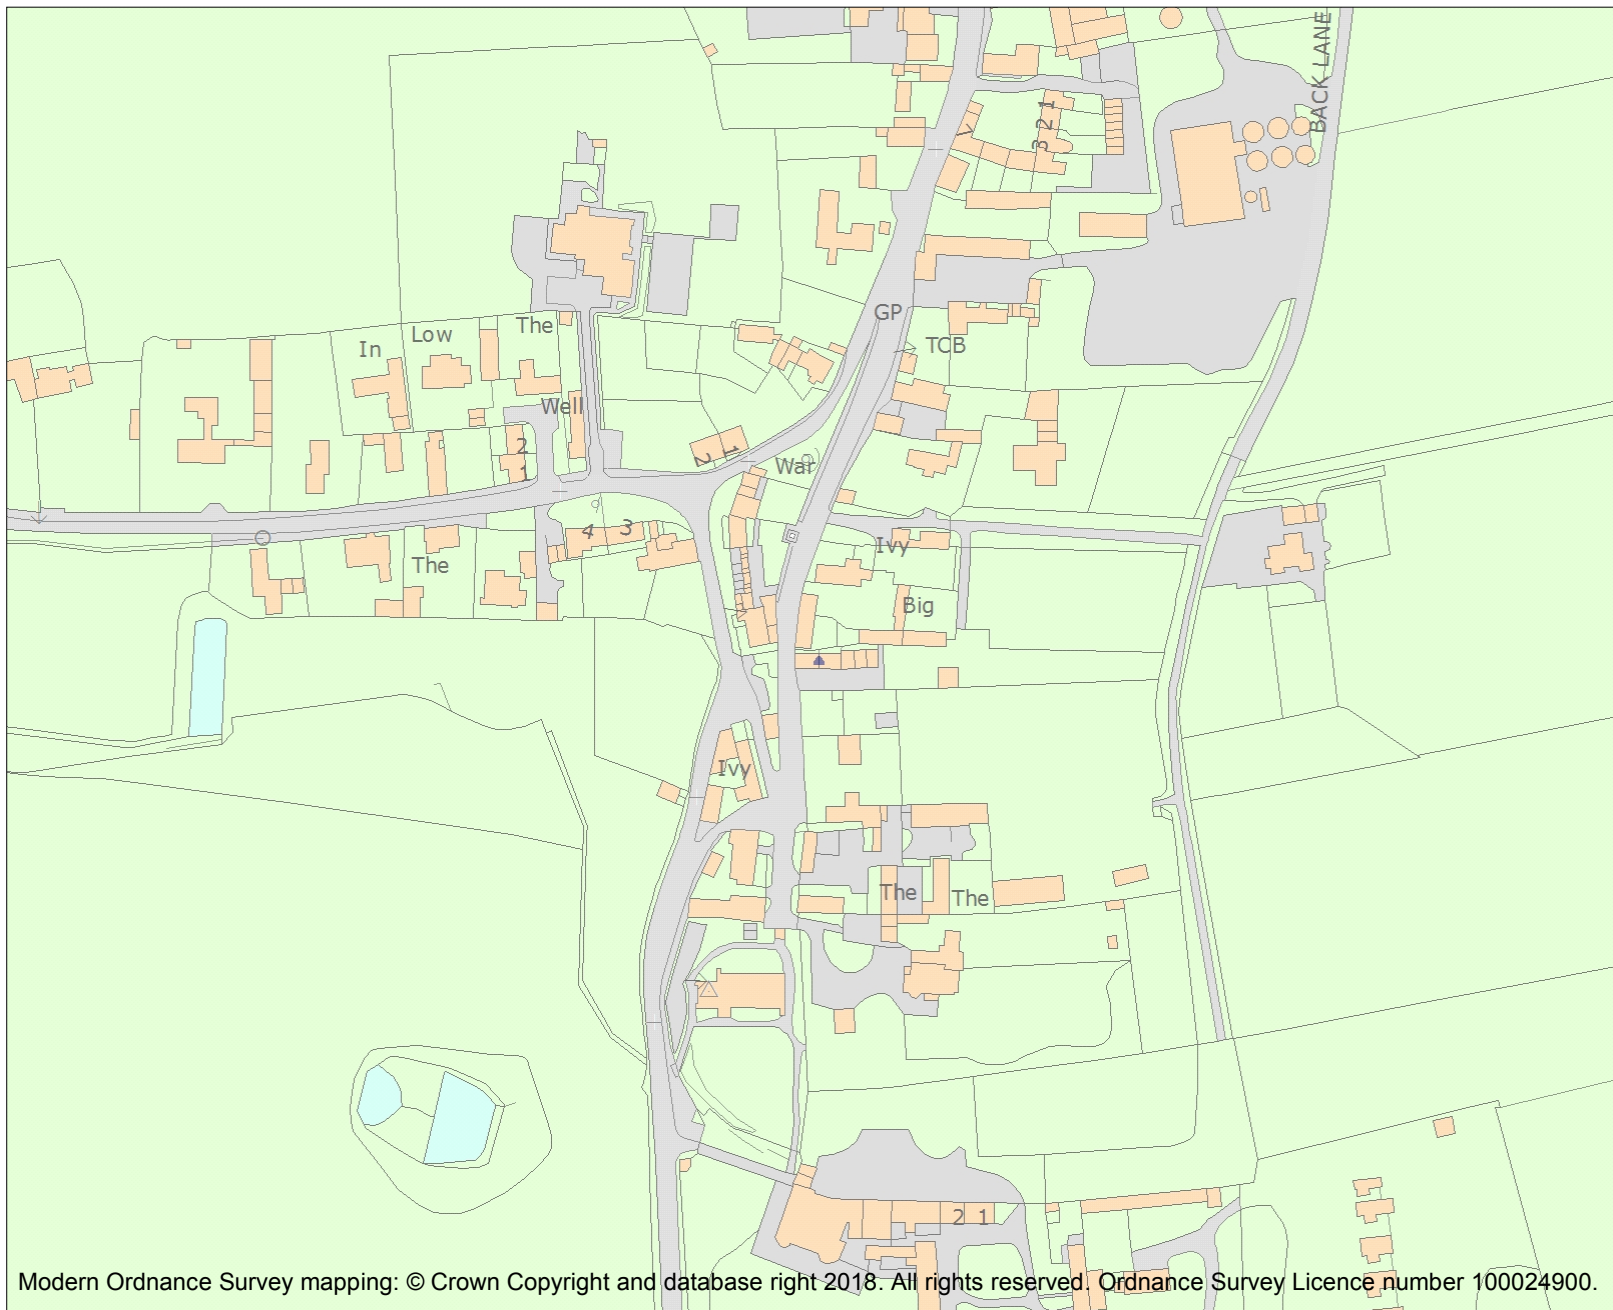 BACK LANE
1
2
3
7
GP
TCB
The
Low
In
Well
2
1
1
2
War
4 3
The
Ivy
Big
Ivy
The
The
2 1
Modern Ordnance Survey mapping: © Crown Copyright and database right 2018. All rights reserved. Ordnance Survey Licence number 100024900.